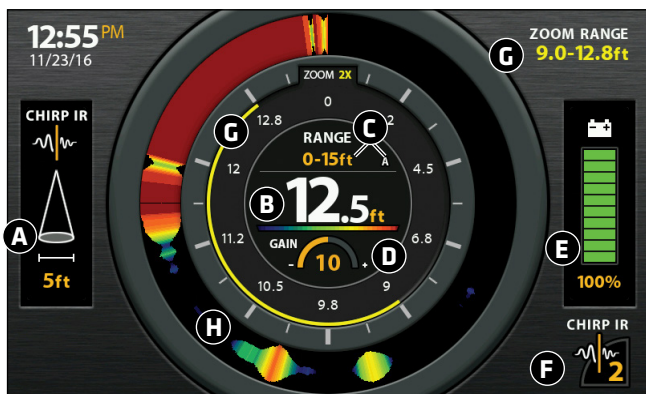 12:55PM
11/23/16
ZOOM RANGE
G 9.0-12.8ft
CHIRP IR
A
5ft
ZOOM 2X
0
2
4.5
6.8
9
9.8
10.5
11.2
12
12.8
G
C
RANGE
0-15ft A
B 12.5ft
GAIN
- 10 + D
H
- +
E
100%
CHIRP IR
F 2